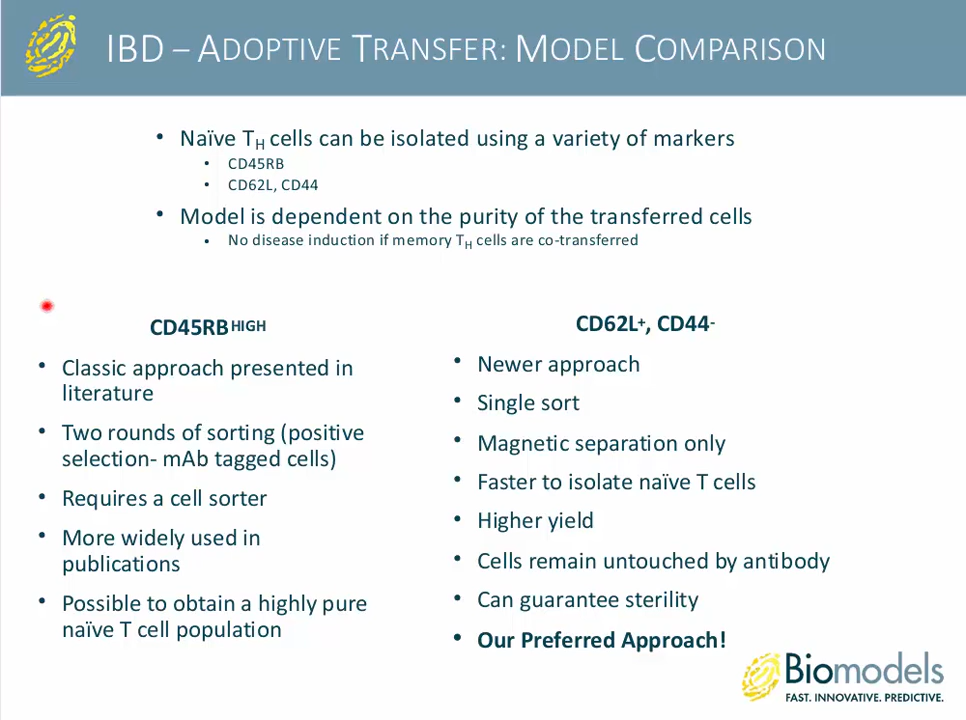 IBD – ADOPTIVE TRANSFER: MODEL COMPARISON
• Naïve TH cells can be isolated using a variety of markers
• CD45RB
• CD62L, CD44
• Model is dependent on the purity of the transferred cells
• No disease induction if memory TH cells are co-transferred
CD45RBHIGH
• Classic approach presented in
literature
• Two rounds of sorting (positive
selection- mAb tagged cells)
• Requires a cell sorter
• More widely used in
publications
• Possible to obtain a highly pure
naïve T cell population
CD62L+, CD44-
• Newer approach
• Single sort
• Magnetic separation only
• Faster to isolate naïve T cells
• Higher yield
• Cells remain untouched by antibody
• Can guarantee sterility
• Our Preferred Approach!
Biomodels
FAST. INNOVATIVE. PREDICTIVE.